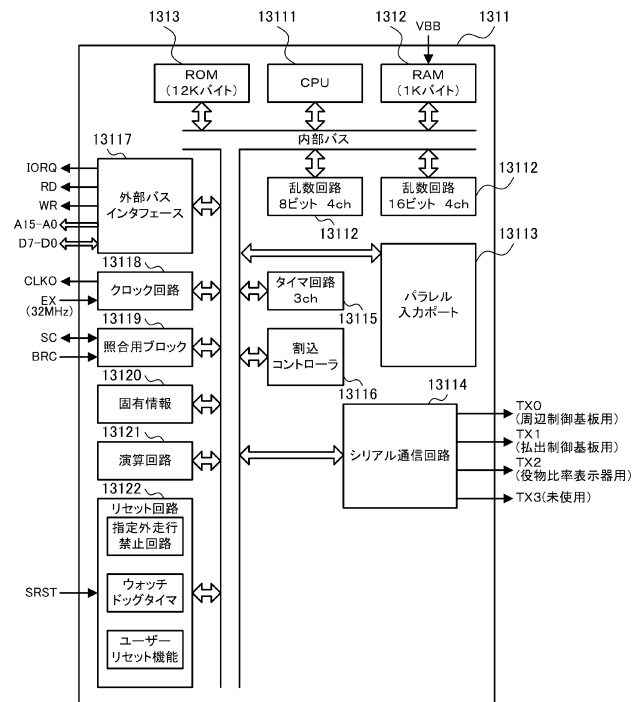 1313
13111
1312
VBB
1311
ROM
(12Kバイト)
CPU
RAM
(1Kバイト)
内部バス
13117
IORQ
RD
WR
A15-A0
D7-D0
外部バス
インタフェース
乱数回路
8ビット 4ch
13112
乱数回路
16ビット 4ch
13112
13113
パラレル
入力ポート
13118
CLKO
EX
(32MHz)
クロック回路
タイマ回路
3ch
13115
13119
SC
BRC
照合用ブロック
割込
コントローラ
13116
13120
固有情報
13114
シリアル通信回路
TX0
(周辺制御基板用)
TX1
(払出制御基板用)
TX2
(役物比率表示器用)
TX3(未使用)
13121
演算回路
13122
リセット回路
指定外走行
禁止回路
SRST
ウォッチ
ドッグタイマ
ユーザー
リセット機能